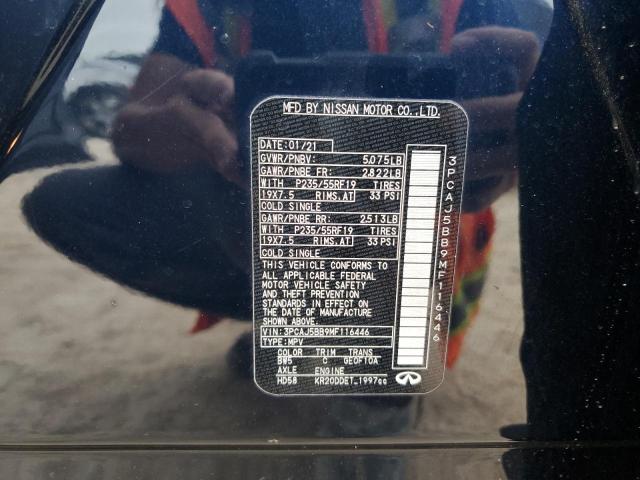 MFD BY NISSAN MOTOR CO.,LTD.
DATE:01/21
GVWR/PNBV: 5,075LB
GAWR/PNBE FR: 2,822LB
WITH P235/55RF19 TIRES
19X7.5 RIMS,AT 33 PSI
COLD SINGLE
GAWR/PNBE RR: 2,513LB
WITH P235/55RF19 TIRES
19X7.5 RIMS,AT 33 PSI
COLD SINGLE
THIS VEHICLE CONFORMS TO
ALL APPLICABLE FEDERAL
MOTOR VEHICLE SAFETY
AND THEFT PREVENTION
STANDARDS IN EFFECT ON
THE DATE OF MANUFACTURE
SHOWN ABOVE.
VIN:3PCAJ5BB9MF116446
TYPE:MPV
COLOR TRIM TRANS
BW5 C GE0F10A
AXLE ENGINE
HD58 KR20DDET_1997cc
3PCAJ5BB9MF116446